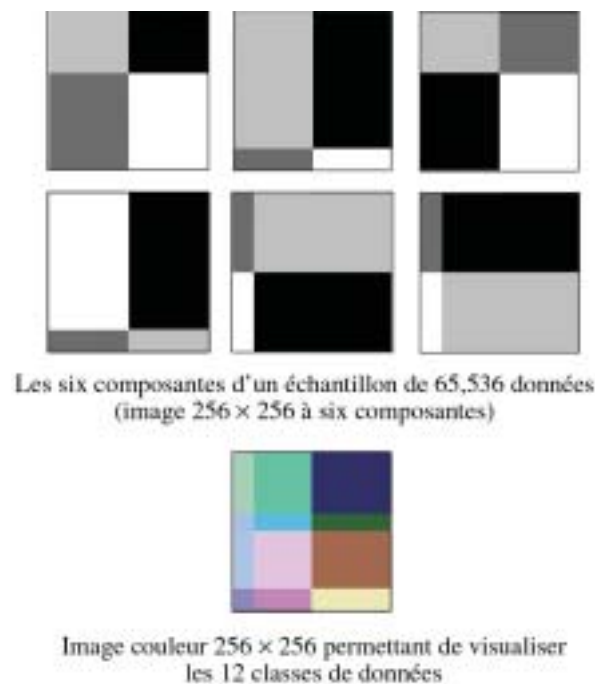 Les six composantes d'un échantillon de 65,536 données
(image 256 × 256 à six composantes)
Image couleur 256 × 256 permettant de visualiser
les 12 classes de données